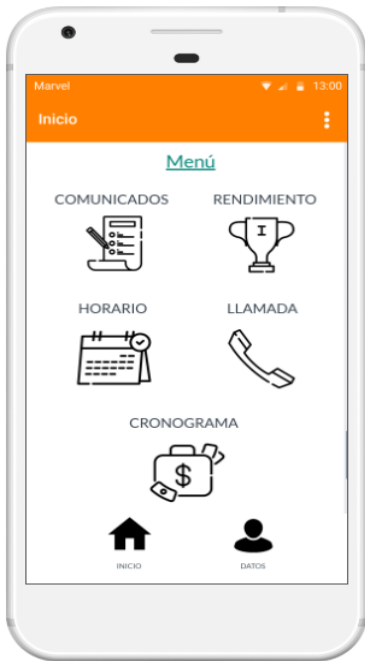 Marvel 13:00
Inicio
Menú
COMUNICADOS RENDIMIENTO
I
HORARIO LLAMADA
CRONOGRAMA
$
INICIO DATOS